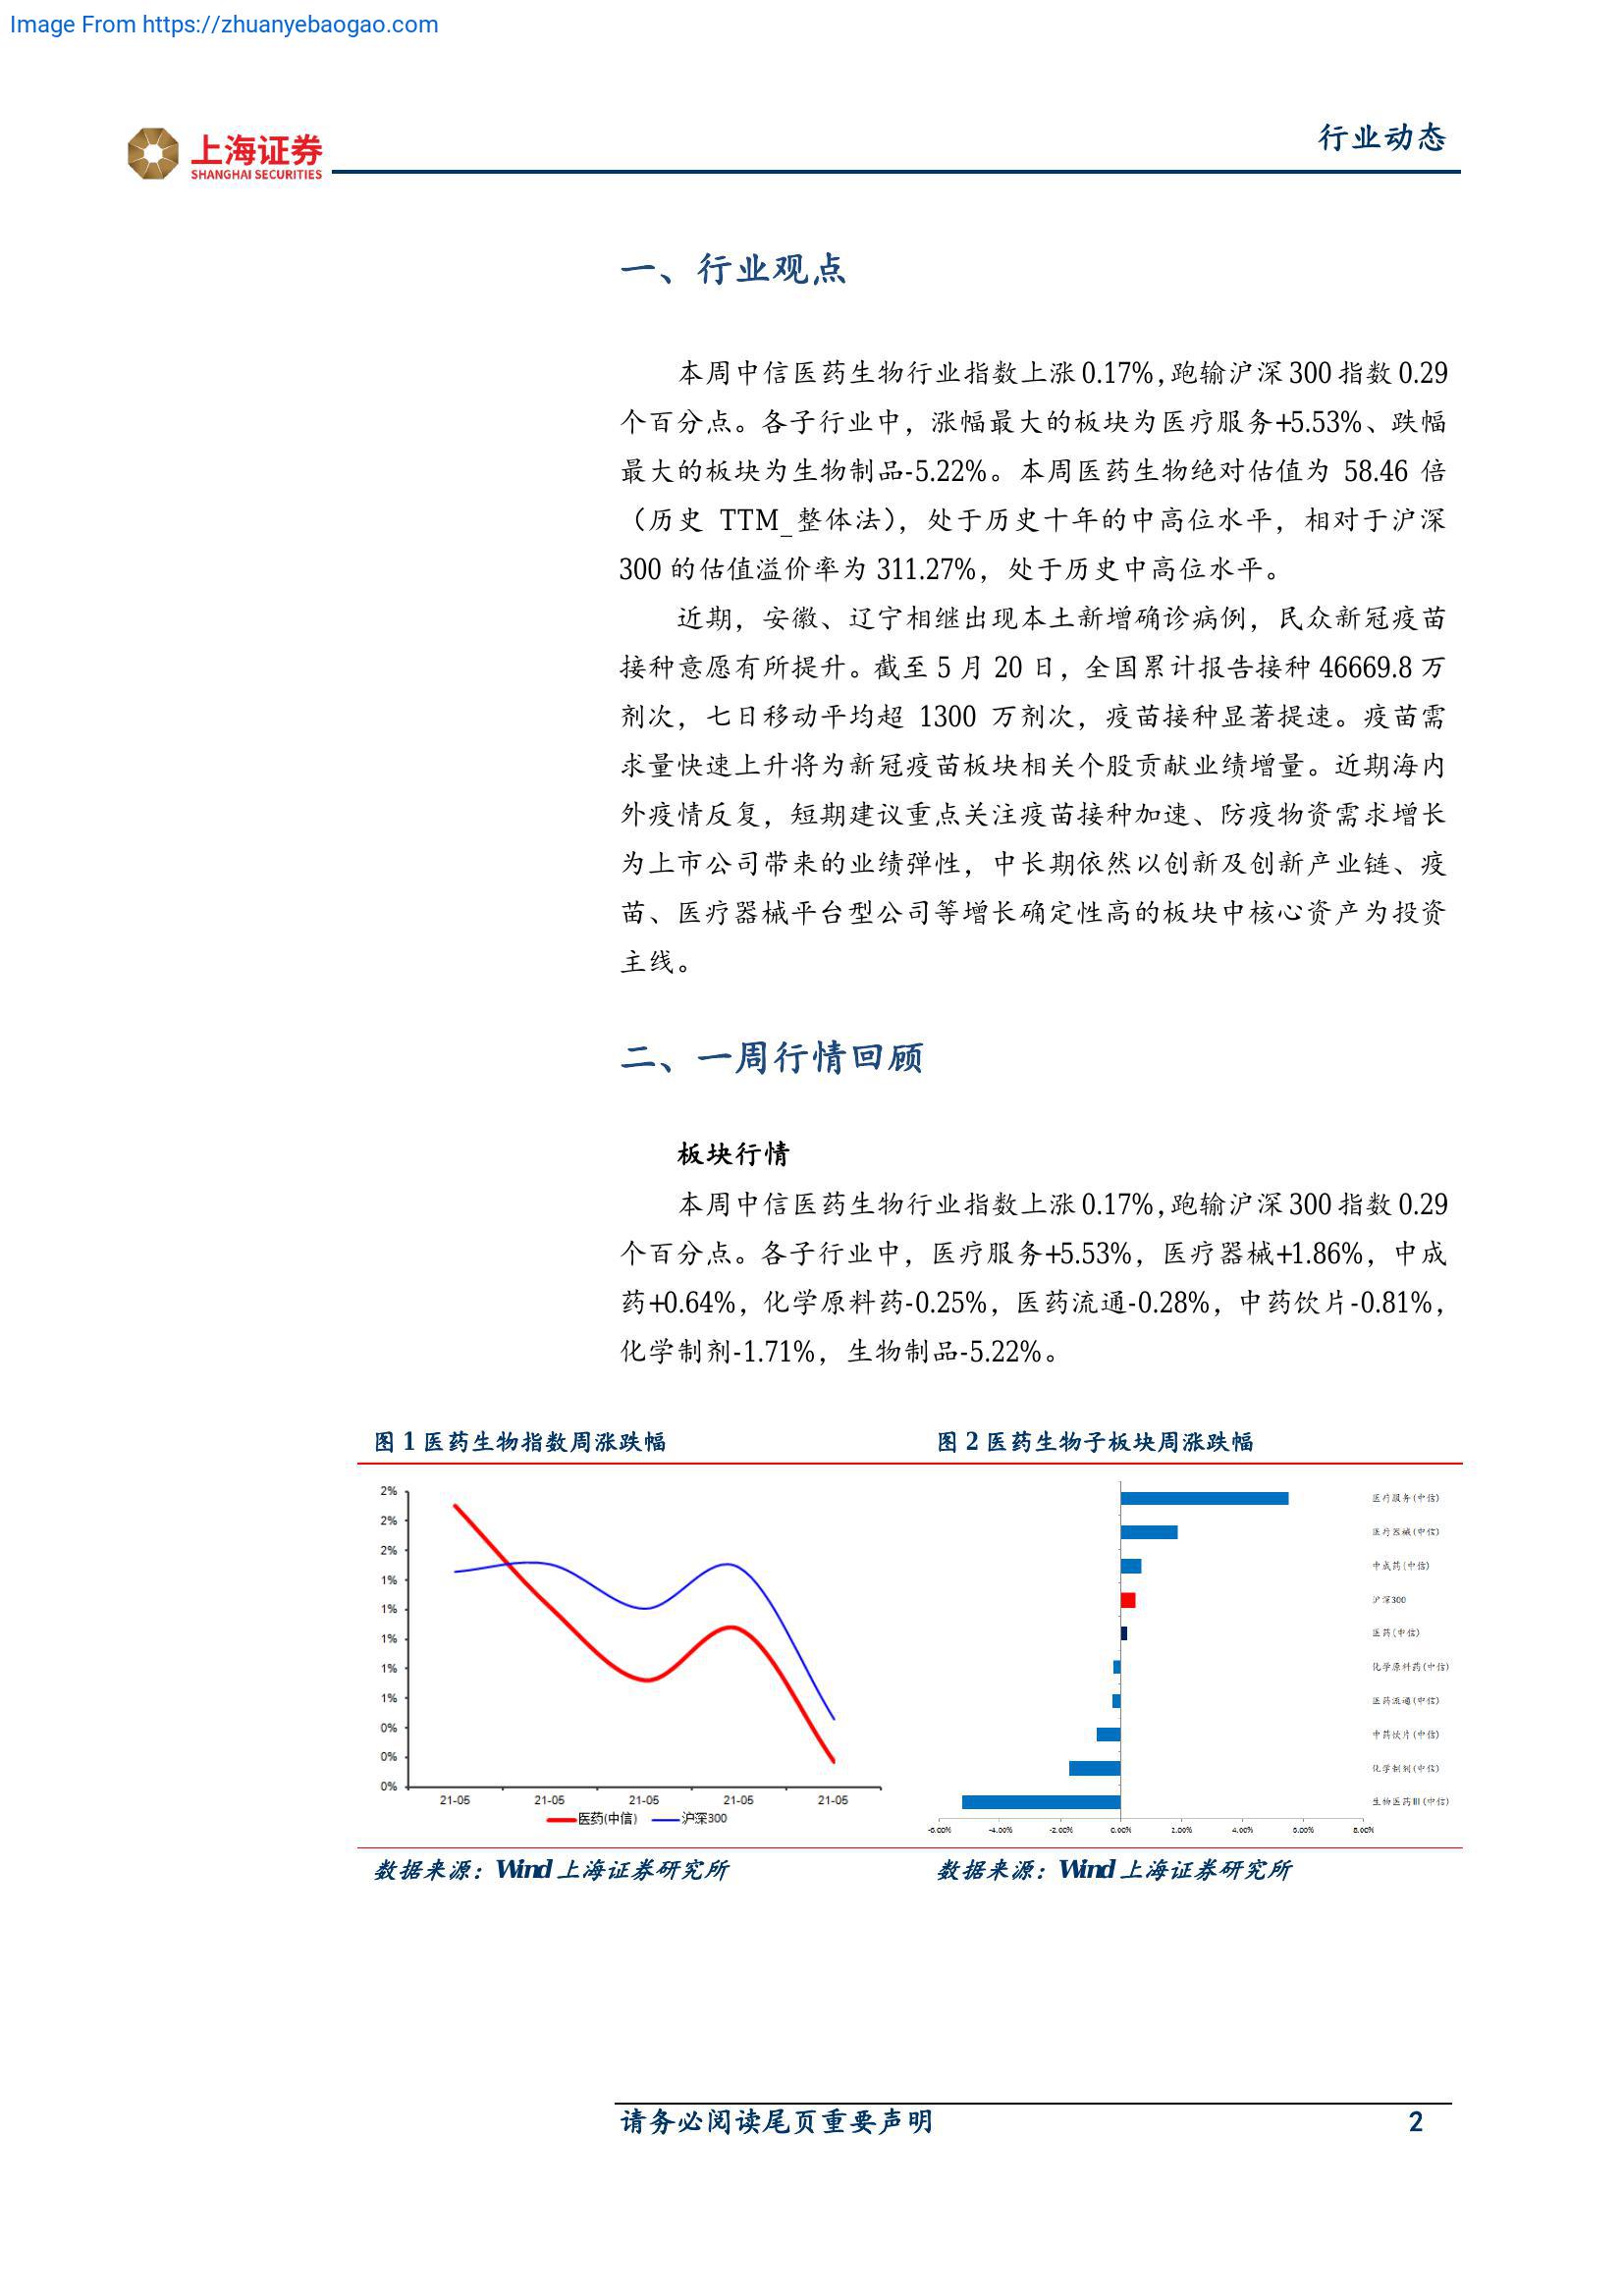 Image From https://zhuanyebaogao.com
上海证券
SHANGHAI SECURITIES
行业动态
一、行业观点
本周中信医药生物行业指数上涨0.17%,跑输沪深300指数0.29
个百分点。各子行业中，涨幅最大的板块为医疗服务+5.53%、跌幅
最大的板块为生物制品-5.22%。本周医药生物绝对估值为 58.46 倍
（历史 TTM_整体法），处于历史十年的中高位水平，相对于沪深
300 的估值溢价率为 311.27%，处于历史中高位水平。
近期，安徽、辽宁相继出现本土新增确诊病例，民众新冠疫苗
接种意愿有所提升。截至 5 月 20 日，全国累计报告接种 46669.8 万
剂次，七日移动平均超 1300 万剂次，疫苗接种显著提速。疫苗需
求量快速上升将为新冠疫苗板块相关个股贡献业绩增量。近期海内
外疫情反复，短期建议重点关注疫苗接种加速、防疫物资需求增长
为上市公司带来的业绩弹性，中长期依然以创新及创新产业链、疫
苗、医疗器械平台型公司等增长确定性高的板块中核心资产为投资
主线。
二、一周行情回顾
板块行情
本周中信医药生物行业指数上涨0.17%,跑输沪深300指数0.29
个百分点。各子行业中，医疗服务+5.53%，医疗器械+1.86%，中成
药+0.64%，化学原料药-0.25%，医药流通-0.28%，中药饮片-0.81%，
化学制剂-1.71%，生物制品-5.22%。
图 1 医药生物指数周涨跌幅
2%
2%
2%
1%
1%
1%
1%
1%
0%
0%
0%
21-05 21-05 21-05 21-05 21-05
医药(中信) 沪深300
数据来源：Wind 上海证券研究所
图 2 医药生物子板块周涨跌幅
医疗服务(中信)
医疗器械(中信)
中成药(中信)
沪深300
医药(中信)
化学原料药(中信)
医药流通(中信)
中药饮片(中信)
化学制剂(中信)
生物医药Ⅲ(中信)
-6.00% -4.00% -2.00% 0.00% 2.00% 4.00% 6.00% 8.00%
数据来源：Wind 上海证券研究所
请务必阅读尾页重要声明 2